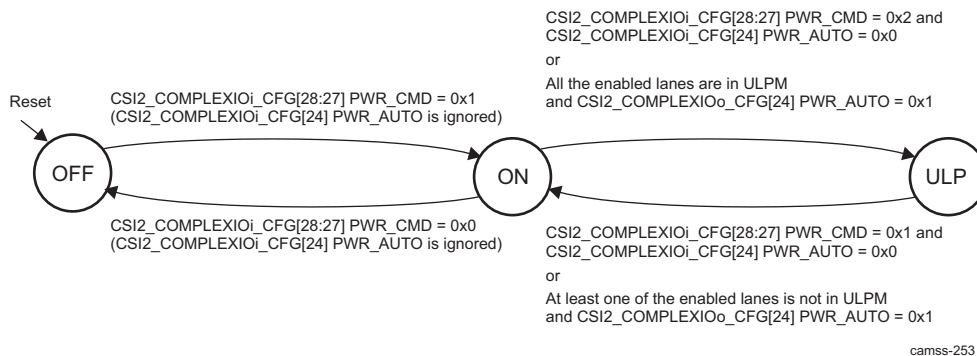 CSI2_COMPLEXIOi_CFG[28:27] PWR_CMD = 0x2 and
CSI2_COMPLEXIOi_CFG[24] PWR_AUTO = 0x0
or
All the enabled lanes are in ULPM
and CSI2_COMPLEXIOo_CFG[24] PWR_AUTO = 0x1
Reset
CSI2_COMPLEXIOi_CFG[28:27] PWR_CMD = 0x1
(CSI2_COMPLEXIOi_CFG[24] PWR_AUTO is ignored)
OFF
ON
ULP
CSI2_COMPLEXIOi_CFG[28:27] PWR_CMD = 0x0
(CSI2_COMPLEXIOi_CFG[24] PWR_AUTO is ignored)
CSI2_COMPLEXIOi_CFG[28:27] PWR_CMD = 0x1 and
CSI2_COMPLEXIOi_CFG[24] PWR_AUTO = 0x0
or
At least one of the enabled lanes is not in ULPM
and CSI2_COMPLEXIOo_CFG[24] PWR_AUTO = 0x1
camss-253